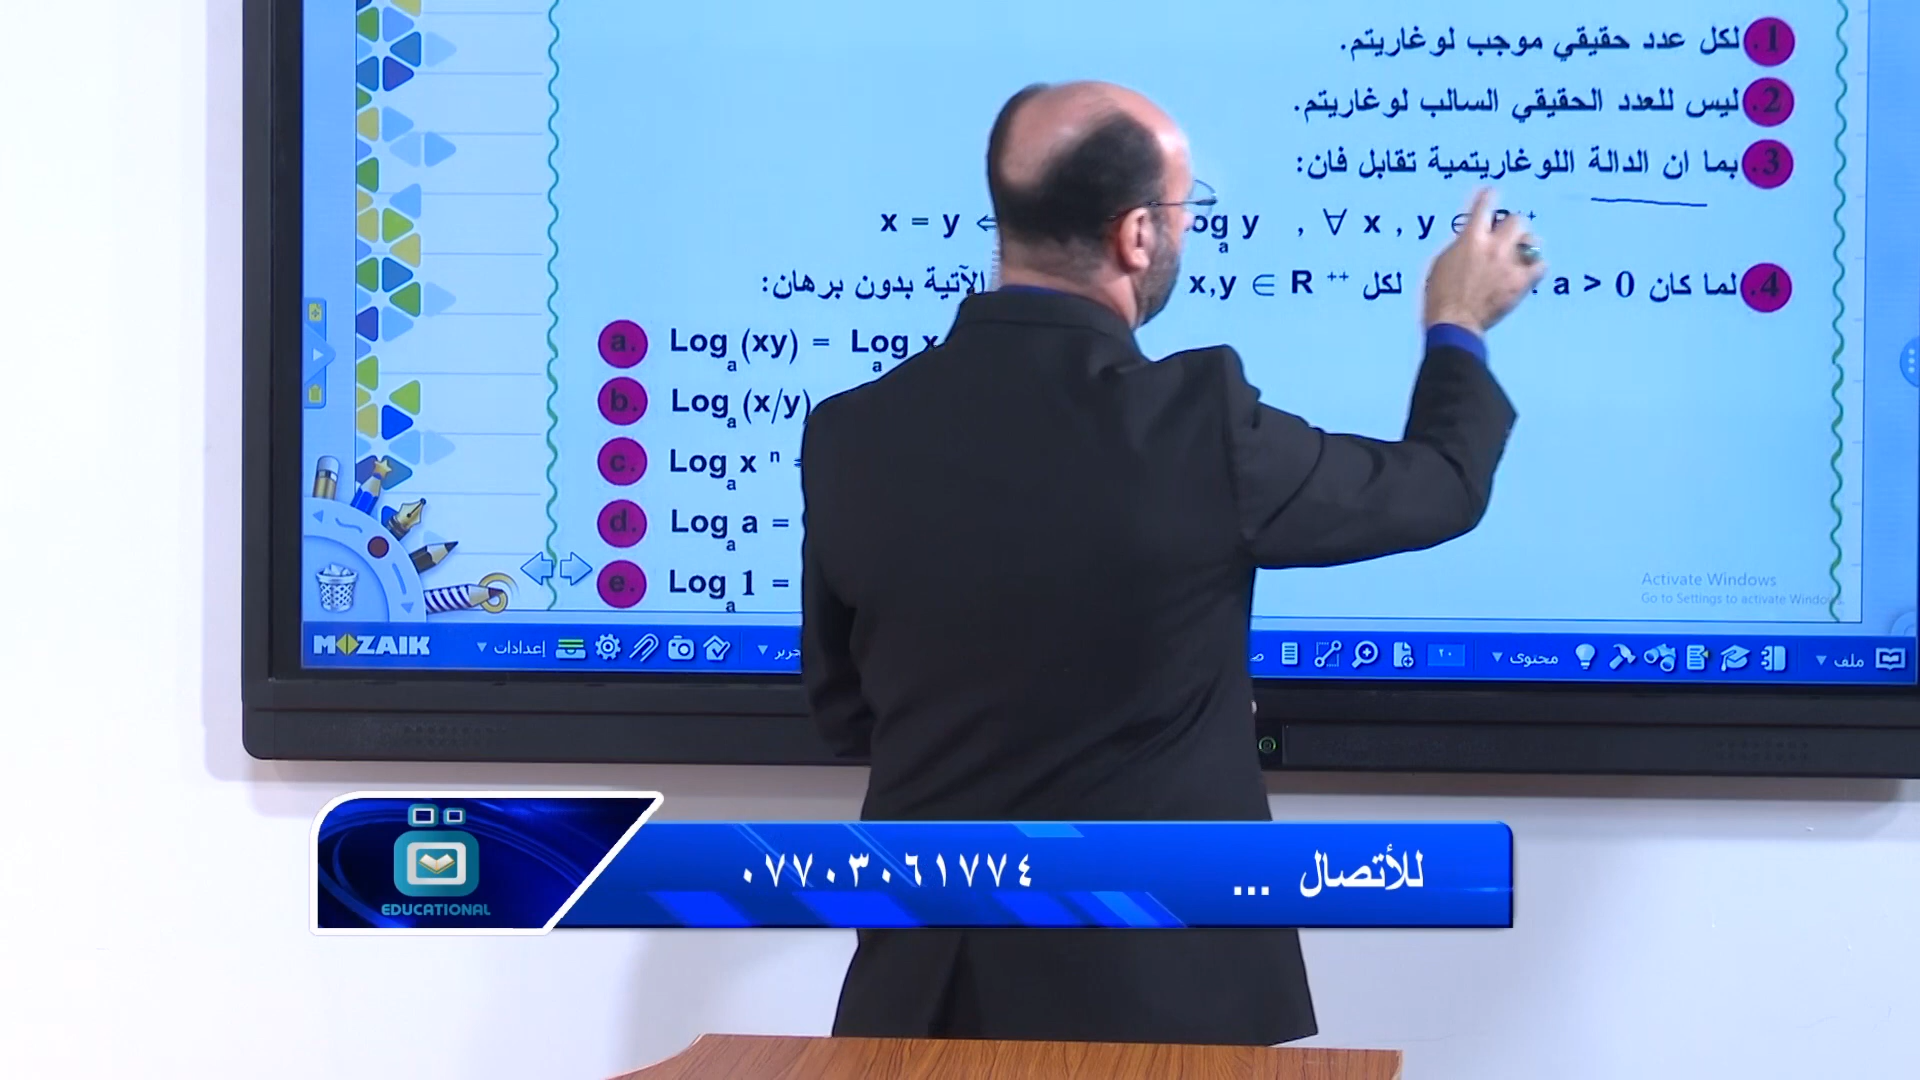 1. لكل عدد حقيقي موجب لوغاريتم.
2. ليس للعدد الحقيقي السالب لوغاريتم.
3. بما ان الدالة اللوغاريتمية تقابل فان:
x = y ⇔ og a y , ∀ x , y ∈ R ++
4. لما كان a > 0 لكل x,y ∈ R ++ الآتية بدون برهان:
a. Log a (xy) = Log a x
b. Log a (x/y)
c. Log a x n =
d. Log a a =
e. Log a 1 =
Activate Windows
Go to Settings to activate Windows.
MOZAIK إعدادات ٢٠ محتوى ملف
EDUCATIONAL
للأتصال ... ٠٧٧٠٣٠٦١٧٧٤